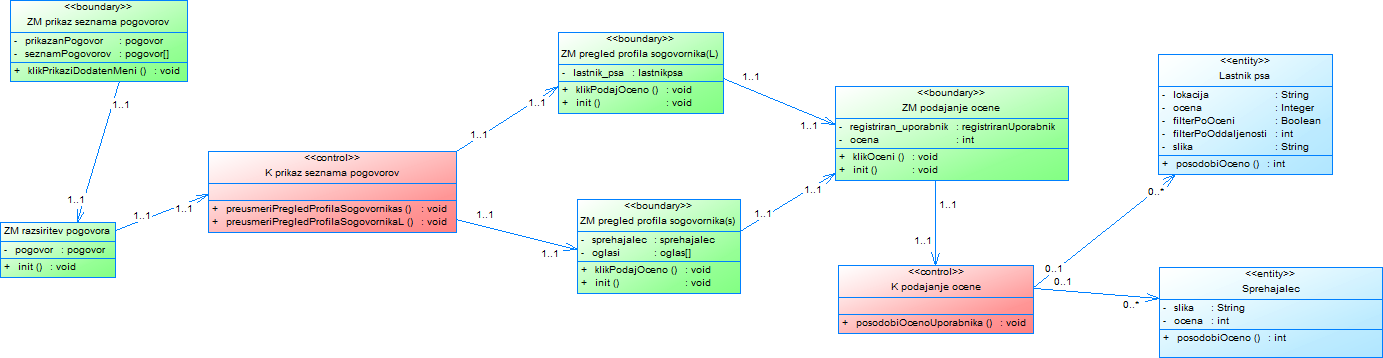 <<boundary>>
ZM prikaz seznama pogovorov
- prikazanPogovor : pogovor
- seznamPogovorov : pogovor[]
+ klikPrikaziDodatenMeni () : void
1..1
1..1
ZM razsiritev pogovora
- pogovor : pogovor
+ init () : void
1..1
1..1
<<control>>
K prikaz seznama pogovorov
+ preusmeriPregledProfilaSogovornikas () : void
+ preusmeriPregledProfilaSogovornikaL () : void
1..1
1..1
1..1
1..1
<<boundary>>
ZM pregled profila sogovornika(L)
- lastnik_psa : lastnikpsa
+ klikPodajOceno () : void
+ init () : void
1..1
1..1
<<boundary>>
ZM pregled profila sogovornika(s)
- sprehajalec : sprehajalec
- oglasi : oglas[]
+ klikPodajOceno () : void
+ init () : void
1..1
1..1
<<boundary>>
ZM podajanje ocene
- registriran_uporabnik : registriranUporabnik
- ocena : int
+ klikOceni () : void
+ init () : void
1..1
1..1
<<control>>
K podajanje ocene
+ posodobiOcenoUporabnika () : void
0..1
0..*
0..1
0..*
<<entity>>
Lastnik psa
- lokacija : String
- ocena : Integer
- filterPoOceni : Boolean
- filterPoOddaljenosti : int
- slika : String
+ posodobiOceno () : int
<<entity>>
Sprehajalec
- slika : String
- ocena : int
+ posodobiOceno () : int